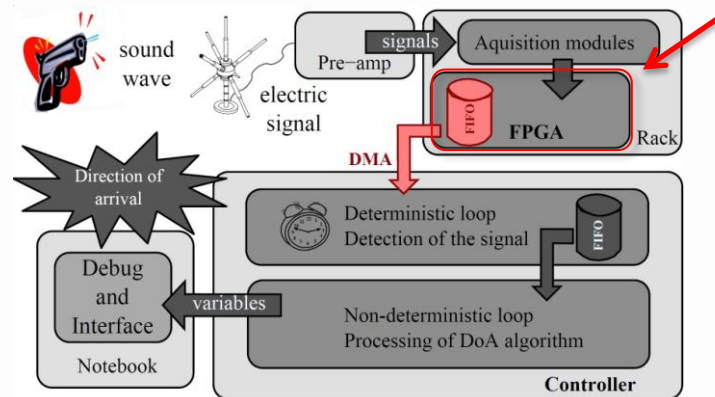 sound
wave
electric
signal
Pre-amp
signals
Aquisition modules
FIFO
FPGA
Rack
DMA
Direction of
arrival
Deterministic loop
Detection of the signal
FIFO
Debug
and
Interface
variables
Non-deterministic loop
Processing of DoA algorithm
Notebook
Controller